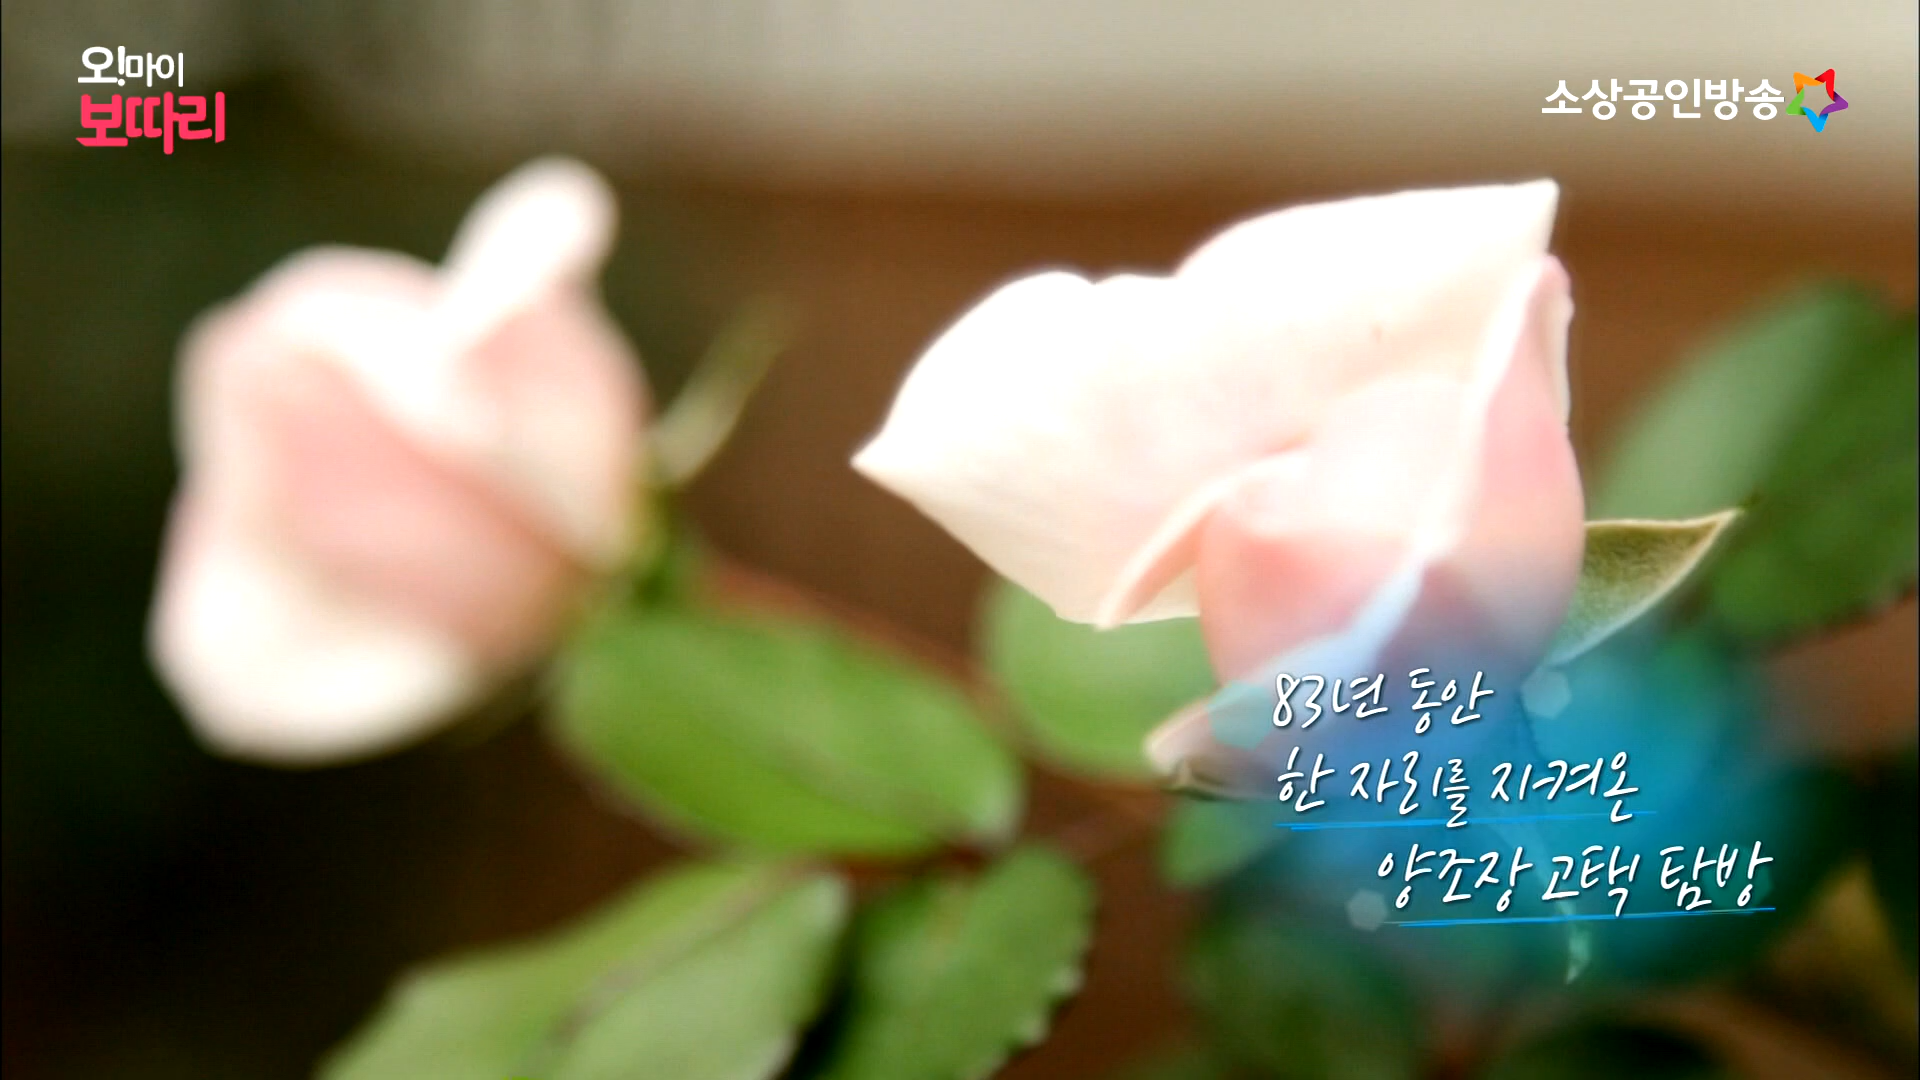 오!마이
보따리
소상공인방송
83년 동안
한 자리를 지켜온
양조장 고택 탐방